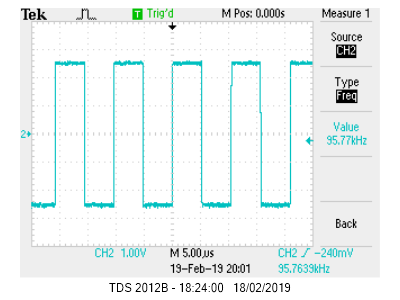 Tek T Trig'd M Pos: 0.000s Measure 1
Source
CH2
Type
Freq
Value
95.77kHz
2
Back
CH2 1.00V M 5.00µs CH2 -240mV
19-Feb-19 20:01 95.7639kHz
TDS 2012B - 18:24:00 18/02/2019